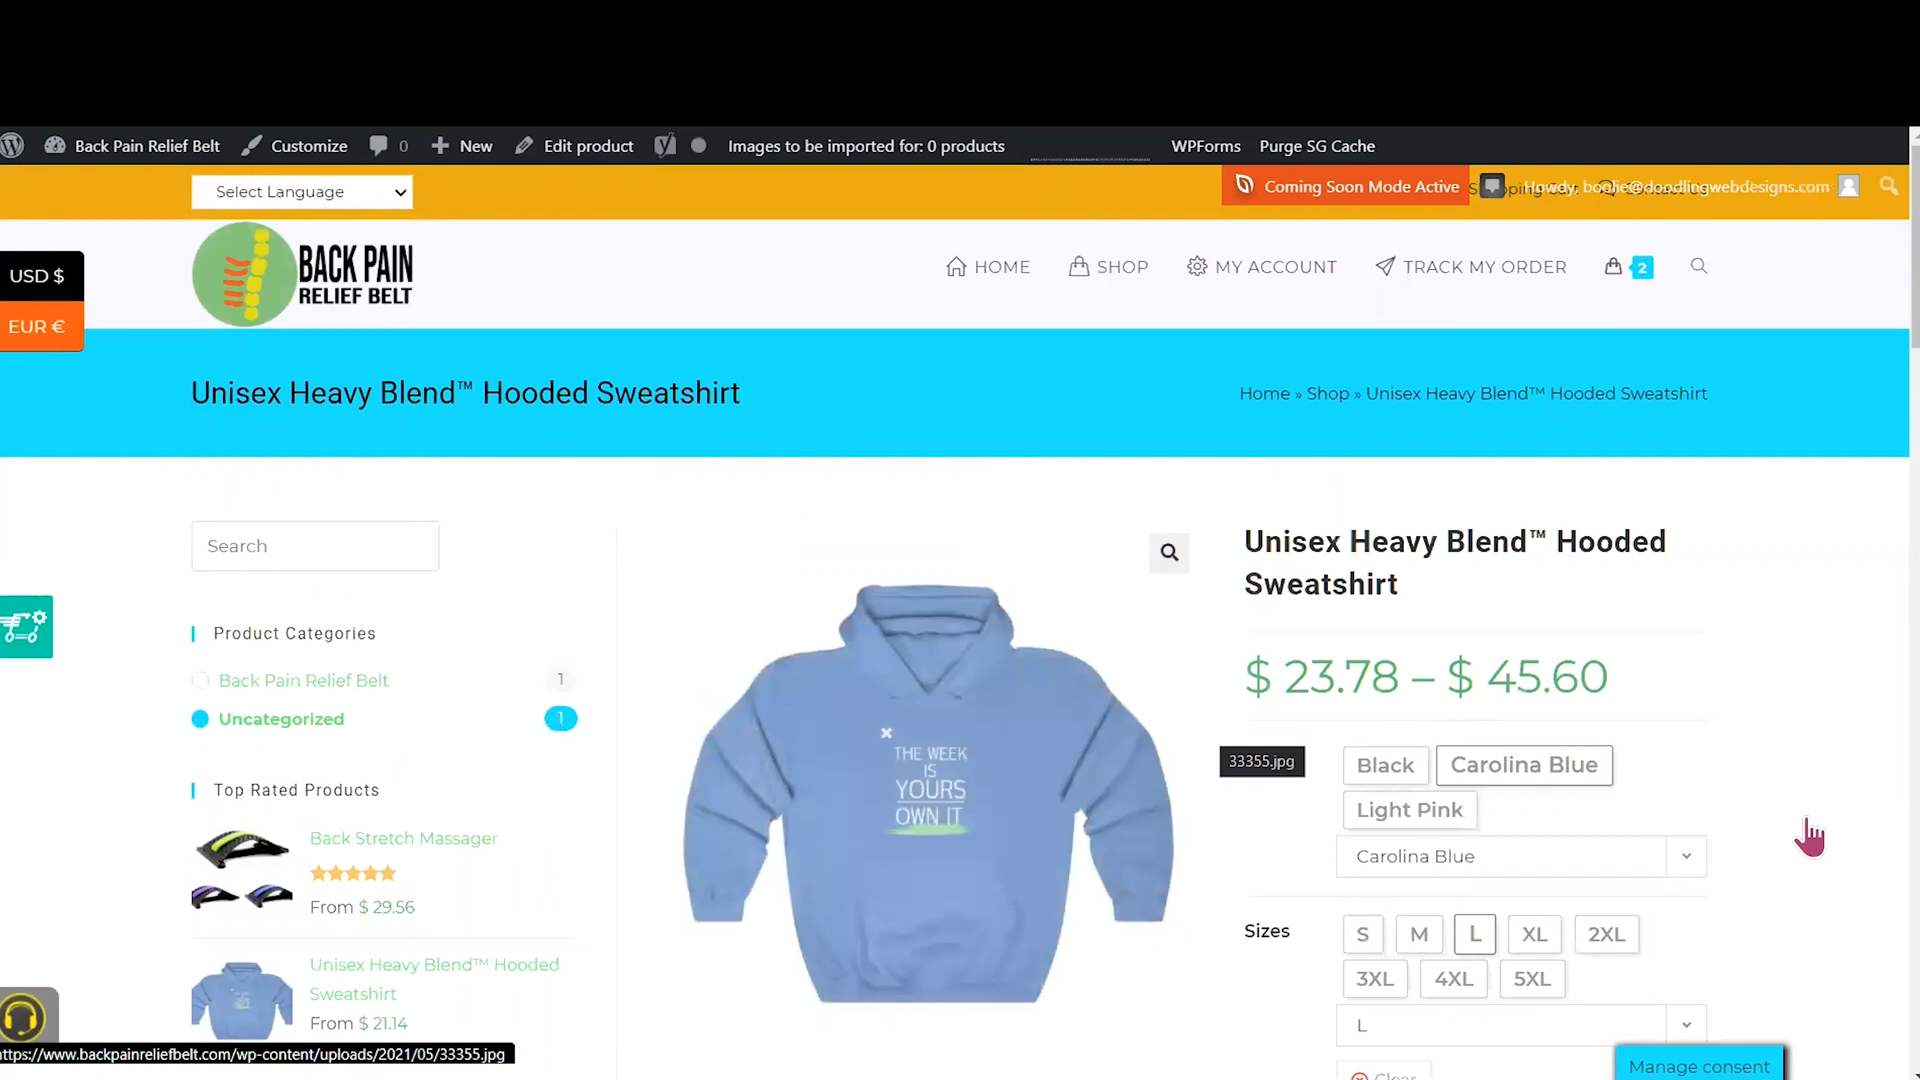 Back Pain Relief Belt Customize 0 New Edit product Images to be imported for: 0 products WPForms Purge SG Cache
Select Language
Coming Soon Mode Active
Howdy, boolie@doodlingwebdesigns.com
USD $
EUR €
BACK PAIN
RELIEF BELT
HOME SHOP MY ACCOUNT TRACK MY ORDER 2
Unisex Heavy Blend™ Hooded Sweatshirt
Home » Shop » Unisex Heavy Blend™ Hooded Sweatshirt
Search
Product Categories
Back Pain Relief Belt 1
Uncategorized 1
Top Rated Products
Back Stretch Massager
From $ 29.56
Unisex Heavy Blend™ Hooded
Sweatshirt
From $ 21.14
THE WEEK
IS
YOURS
OWN IT
Unisex Heavy Blend™ Hooded
Sweatshirt
$ 23.78 – $ 45.60
33355.jpg
Black Carolina Blue
Light Pink
Carolina Blue
Sizes
S M L XL 2XL
3XL 4XL 5XL
L
Clear
Manage consent
https://www.backpainreliefbelt.com/wp-content/uploads/2021/05/33355.jpg